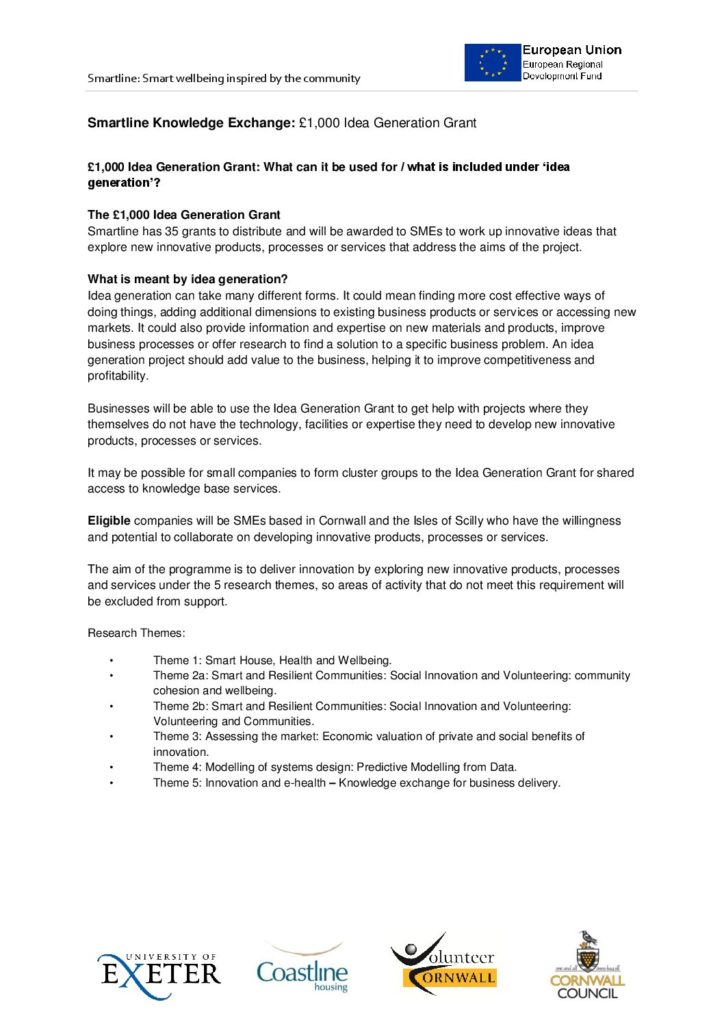 Smartline: Smart wellbeing inspired by the community
European Union
European Regional
Development Fund
Smartline Knowledge Exchange: £1,000 Idea Generation Grant
£1,000 Idea Generation Grant: What can it be used for / what is included under ‘idea
generation’?
The £1,000 Idea Generation Grant
Smartline has 35 grants to distribute and will be awarded to SMEs to work up innovative ideas that
explore new innovative products, processes or services that address the aims of the project.
What is meant by idea generation?
Idea generation can take many different forms. It could mean finding more cost effective ways of
doing things, adding additional dimensions to existing business products or services or accessing new
markets. It could also provide information and expertise on new materials and products, improve
business processes or offer research to find a solution to a specific business problem. An idea
generation project should add value to the business, helping it to improve competitiveness and
profitability.
Businesses will be able to use the Idea Generation Grant to get help with projects where they
themselves do not have the technology, facilities or expertise they need to develop new innovative
products, processes or services.
It may be possible for small companies to form cluster groups to the Idea Generation Grant for shared
access to knowledge base services.
Eligible companies will be SMEs based in Cornwall and the Isles of Scilly who have the willingness
and potential to collaborate on developing innovative products, processes or services.
The aim of the programme is to deliver innovation by exploring new innovative products, processes
and services under the 5 research themes, so areas of activity that do not meet this requirement will
be excluded from support.
Research Themes:
• Theme 1: Smart House, Health and Wellbeing.
• Theme 2a: Smart and Resilient Communities: Social Innovation and Volunteering: community
cohesion and wellbeing.
• Theme 2b: Smart and Resilient Communities: Social Innovation and Volunteering:
Volunteering and Communities.
• Theme 3: Assessing the market: Economic valuation of private and social benefits of
innovation.
• Theme 4: Modelling of systems design: Predictive Modelling from Data.
• Theme 5: Innovation and e-health – Knowledge exchange for business delivery.
UNIVERSITY OF
EXETER
Coastline
housing
Volunteer
CORNWALL
CORNWALL
COUNCIL